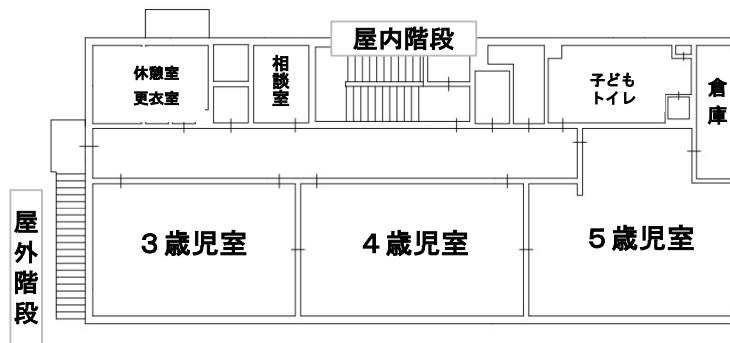 屋内階段
休憩室
更衣室
相談室
子ども
トイレ
倉庫
屋外階段
３歳児室
４歳児室
５歳児室